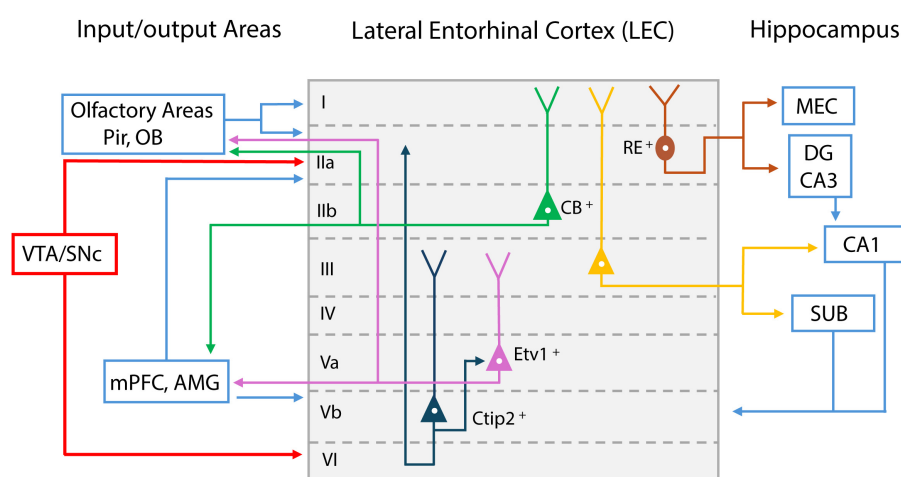 Input/output Areas
Lateral Entorhinal Cortex (LEC)
Hippocampus
Olfactory Areas
Pir, OB
VTA/SNc
mPFC, AMG
I
IIa
IIb
III
IV
Va
Vb
VI
RE+
CB+
Etv1+
Ctip2+
MEC
DG
CA3
CA1
SUB